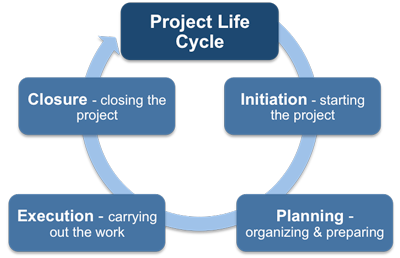 Project Life
Cycle
Initiation - starting
the project
Planning -
organizing & preparing
Execution - carrying
out the work
Closure - closing the
project